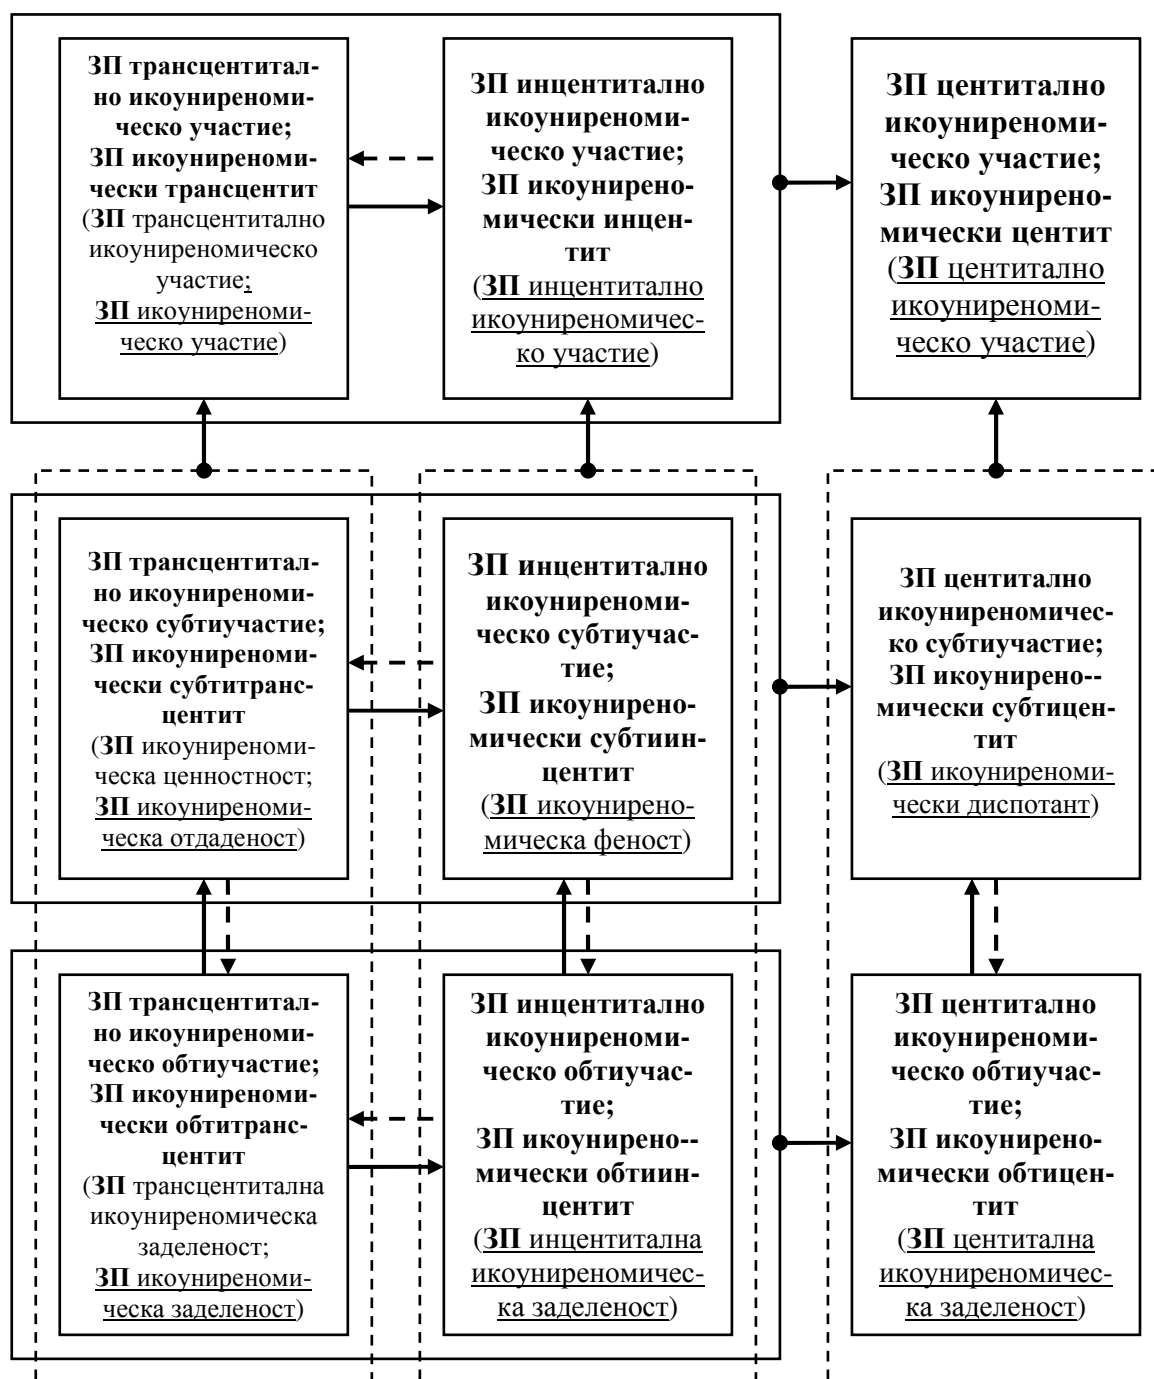 ЗП трансцентитал-
но икоуниреноми-
ческо участие;
ЗП икоуниреноми-
чески трансцентит
(ЗП трансцентитално
икоуниреномическо
участие;
ЗП икоуниреноми-
ческо участие)
ЗП инцентитално
икоуниреноми-
ческо участие;
ЗП икоунирено-
мически инцен-
тит
(ЗП инцентитално
икоуниреномичес-
ко участие)
ЗП центитално
икоуниреноми-
ческо участие;
ЗП икоунирено-
мически центит
(ЗП центитално
икоуниреноми-
ческо участие)
ЗП трансцентитал-
но икоуниреноми-
ческо субтиучастие;
ЗП икоуниреноми-
чески субтитранс-
центит
(ЗП икоуниреноми-
ческа ценностност;
ЗП икоуниреноми-
ческа отдаденост)
ЗП инцентитално
икоуниреноми-
ческо субтиучас-
тие;
ЗП икоунирено-
мически субтиин-
центит
(ЗП икоунирено-
мическа феност)
ЗП центитално
икоуниреномичес-
ко субтиучастие;
ЗП икоунирено--
мически субтицен-
тит
(ЗП икоуниреноми-
чески диспотант)
ЗП трансцентитал-
но икоуниреноми-
ческо обтиучастие;
ЗП икоуниреноми-
чески обтитранс-
центит
(ЗП трансцентитална
икоуниреномическа
заделеност;
ЗП икоуниреноми-
ческа заделеност)
ЗП инцентитално
икоуниреноми-
ческо обтиучас-
тие;
ЗП икоунирено--
мически обтиин-
центит
(ЗП инцентитална
икоуниреномичес-
ка заделеност)
ЗП центитално
икоуниреноми-
ческо обтиучас-
тие;
ЗП икоунирено-
мически обтицен-
тит
(ЗП центитална
икоуниреномичес-
ка заделеност)